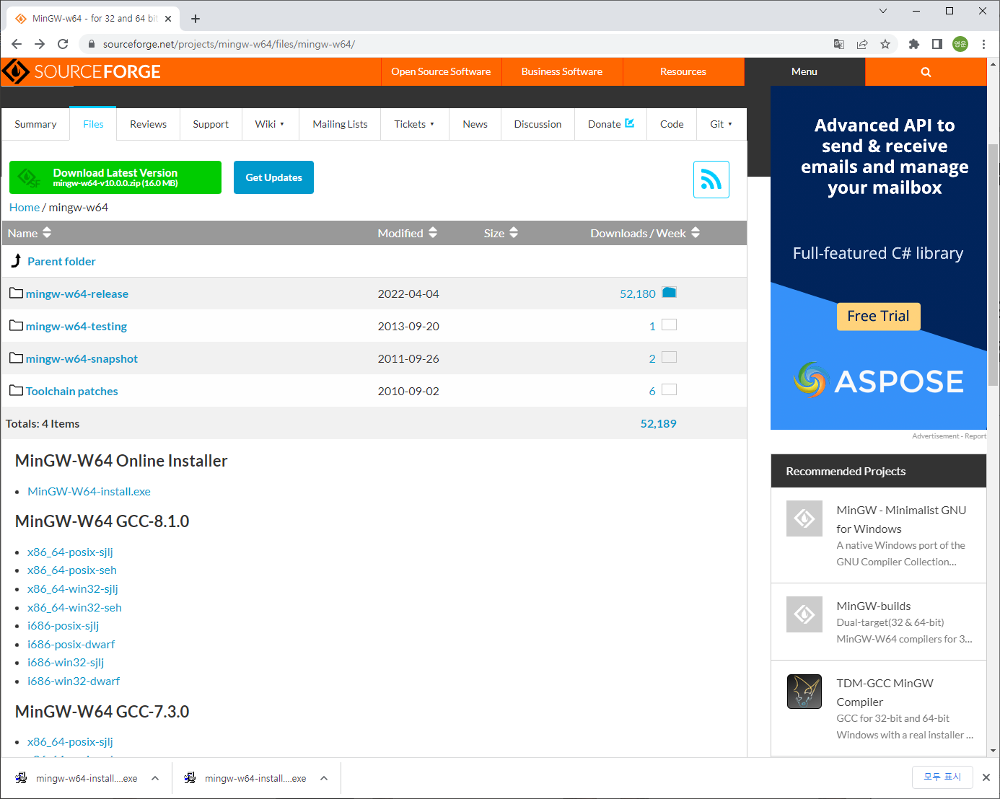 MinGW-w64 - for 32 and 64 bit
sourceforge.net/projects/mingw-w64/files/mingw-w64/
영운
SOURCEFORGE
Open Source Software
Business Software
Resources
Menu
Summary
Files
Reviews
Support
Wiki
Mailing Lists
Tickets
News
Discussion
Donate
Code
Git
Download Latest Version
mingw-w64-v10.0.0.zip (16.0 MB)
SF
Get Updates
Home / mingw-w64
Name Modified Size Downloads / Week
Parent folder
mingw-w64-release 2022-04-04 52,180
mingw-w64-testing 2013-09-20 1
mingw-w64-snapshot 2011-09-26 2
Toolchain patches 2010-09-02 6
Totals: 4 Items 52,189
MinGW-W64 Online Installer
MinGW-W64-install.exe
MinGW-W64 GCC-8.1.0
x86_64-posix-sjlj
x86_64-posix-seh
x86_64-win32-sjlj
x86_64-win32-seh
i686-posix-sjlj
i686-posix-dwarf
i686-win32-sjlj
i686-win32-dwarf
MinGW-W64 GCC-7.3.0
x86_64-posix-sjlj
Advanced API to
send & receive
emails and manage
your mailbox
Full-featured C# library
Free Trial
ASPOSE
Advertisement - Report
Recommended Projects
MinGW - Minimalist GNU
for Windows
A native Windows port of the
GNU Compiler Collection...
MinGW-builds
Dual-target(32 & 64-bit)
MinGW-W64 compilers for 3...
TDM-GCC MinGW
Compiler
GCC for 32-bit and 64-bit
Windows with a real installer ...
mingw-w64-install....exe
mingw-w64-install....exe
모두 표시